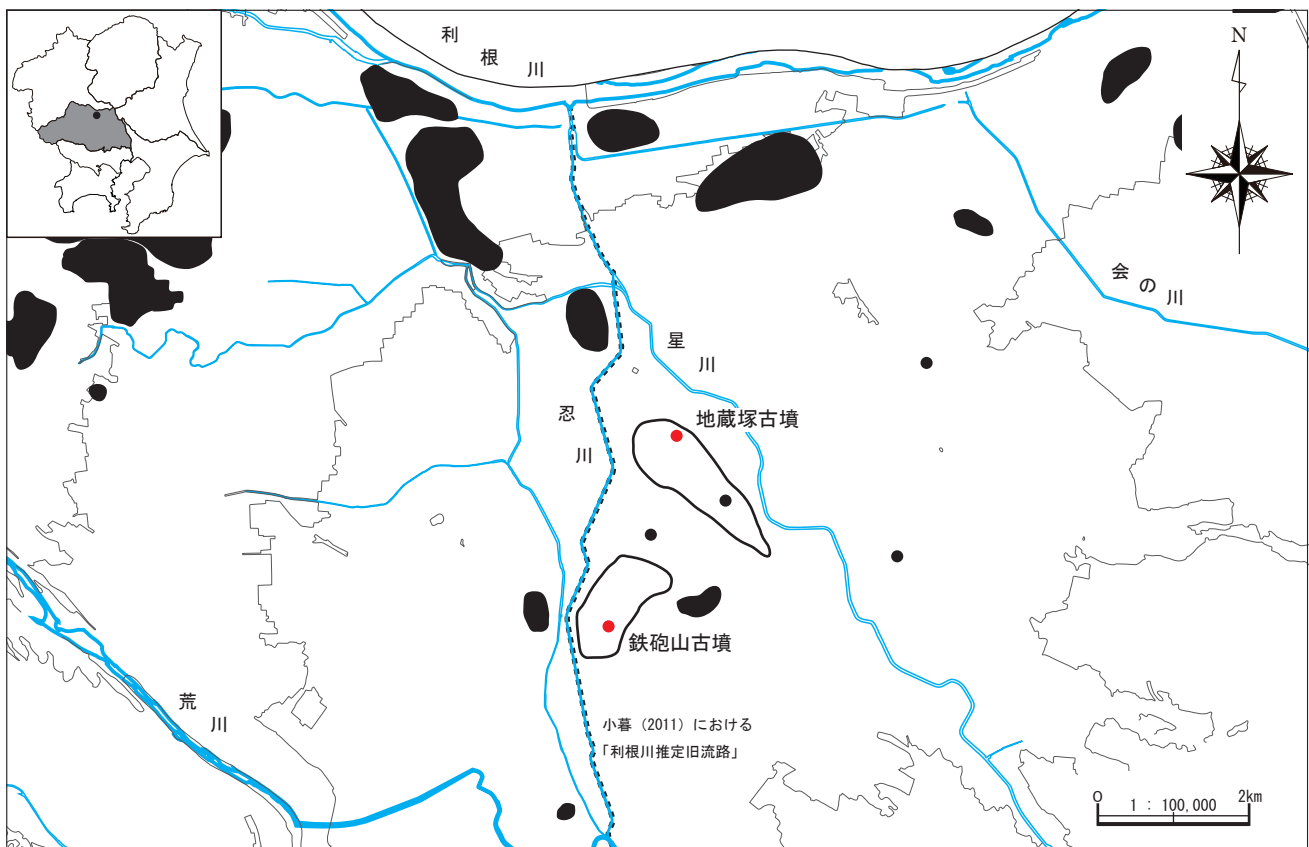 利根川
N
会の川
星川
忍川
地蔵塚古墳
鉄砲山古墳
荒川
小暮（2011）における
「利根川推定旧流路」
0 1：100,000 2km